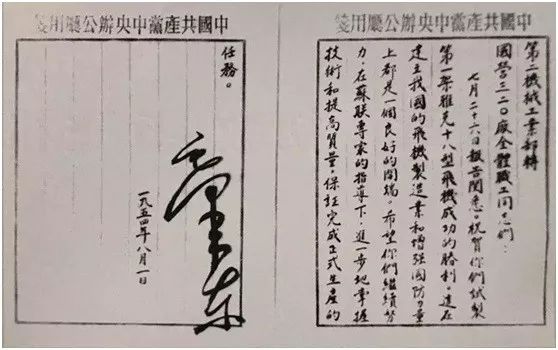 中國共產黨中央辦公廳用箋
第二機械工業部轉
國營三二〇廠全體職工同志們：
七月二十六日報告閱悉。祝賀你們試製
第一架雅克十八型飛機成功的勝利。這在
建立我國的飛機製造業和增強國防力量
上都是一個良好的開端。希望你們繼續努
力，在蘇聯專家的指導下，進一步地掌握
技術和提高質量，保証完成正式生產的
中國共產黨中央辦公廳用箋
任務。
毛澤東
一九五四年八月一日